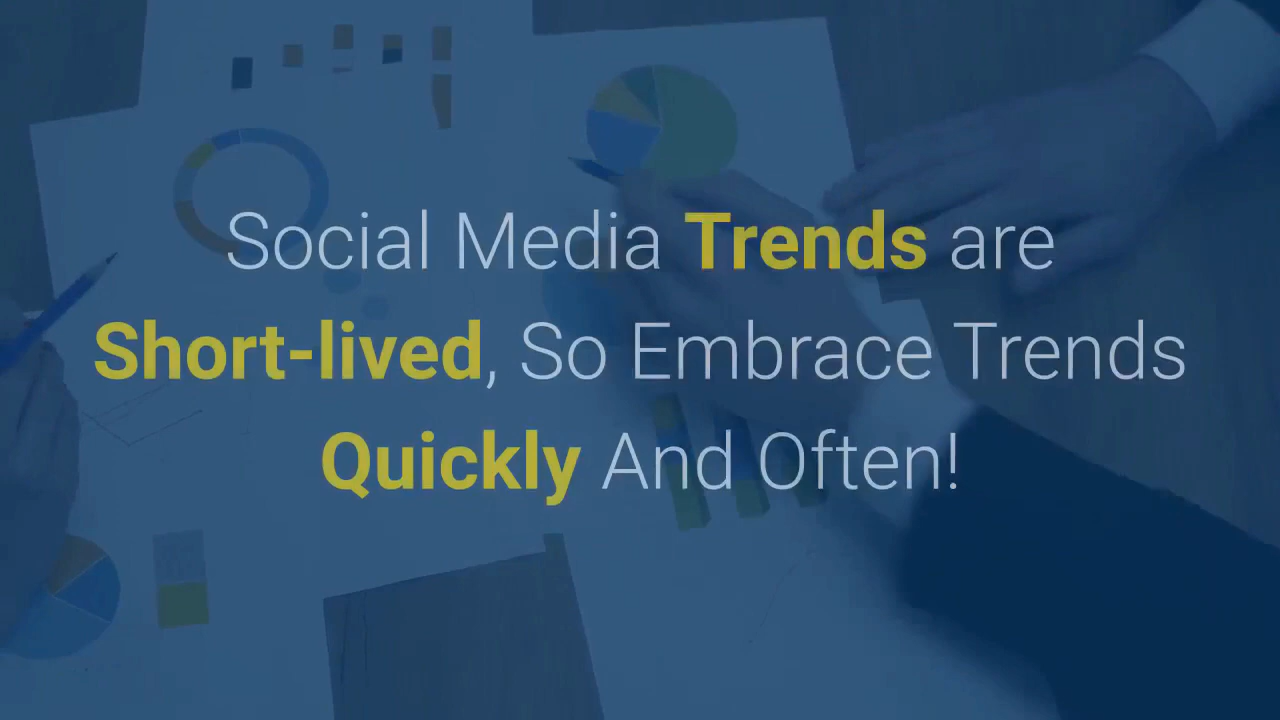 Social Media Trends are
Short-lived, So Embrace Trends
Quickly And Often!